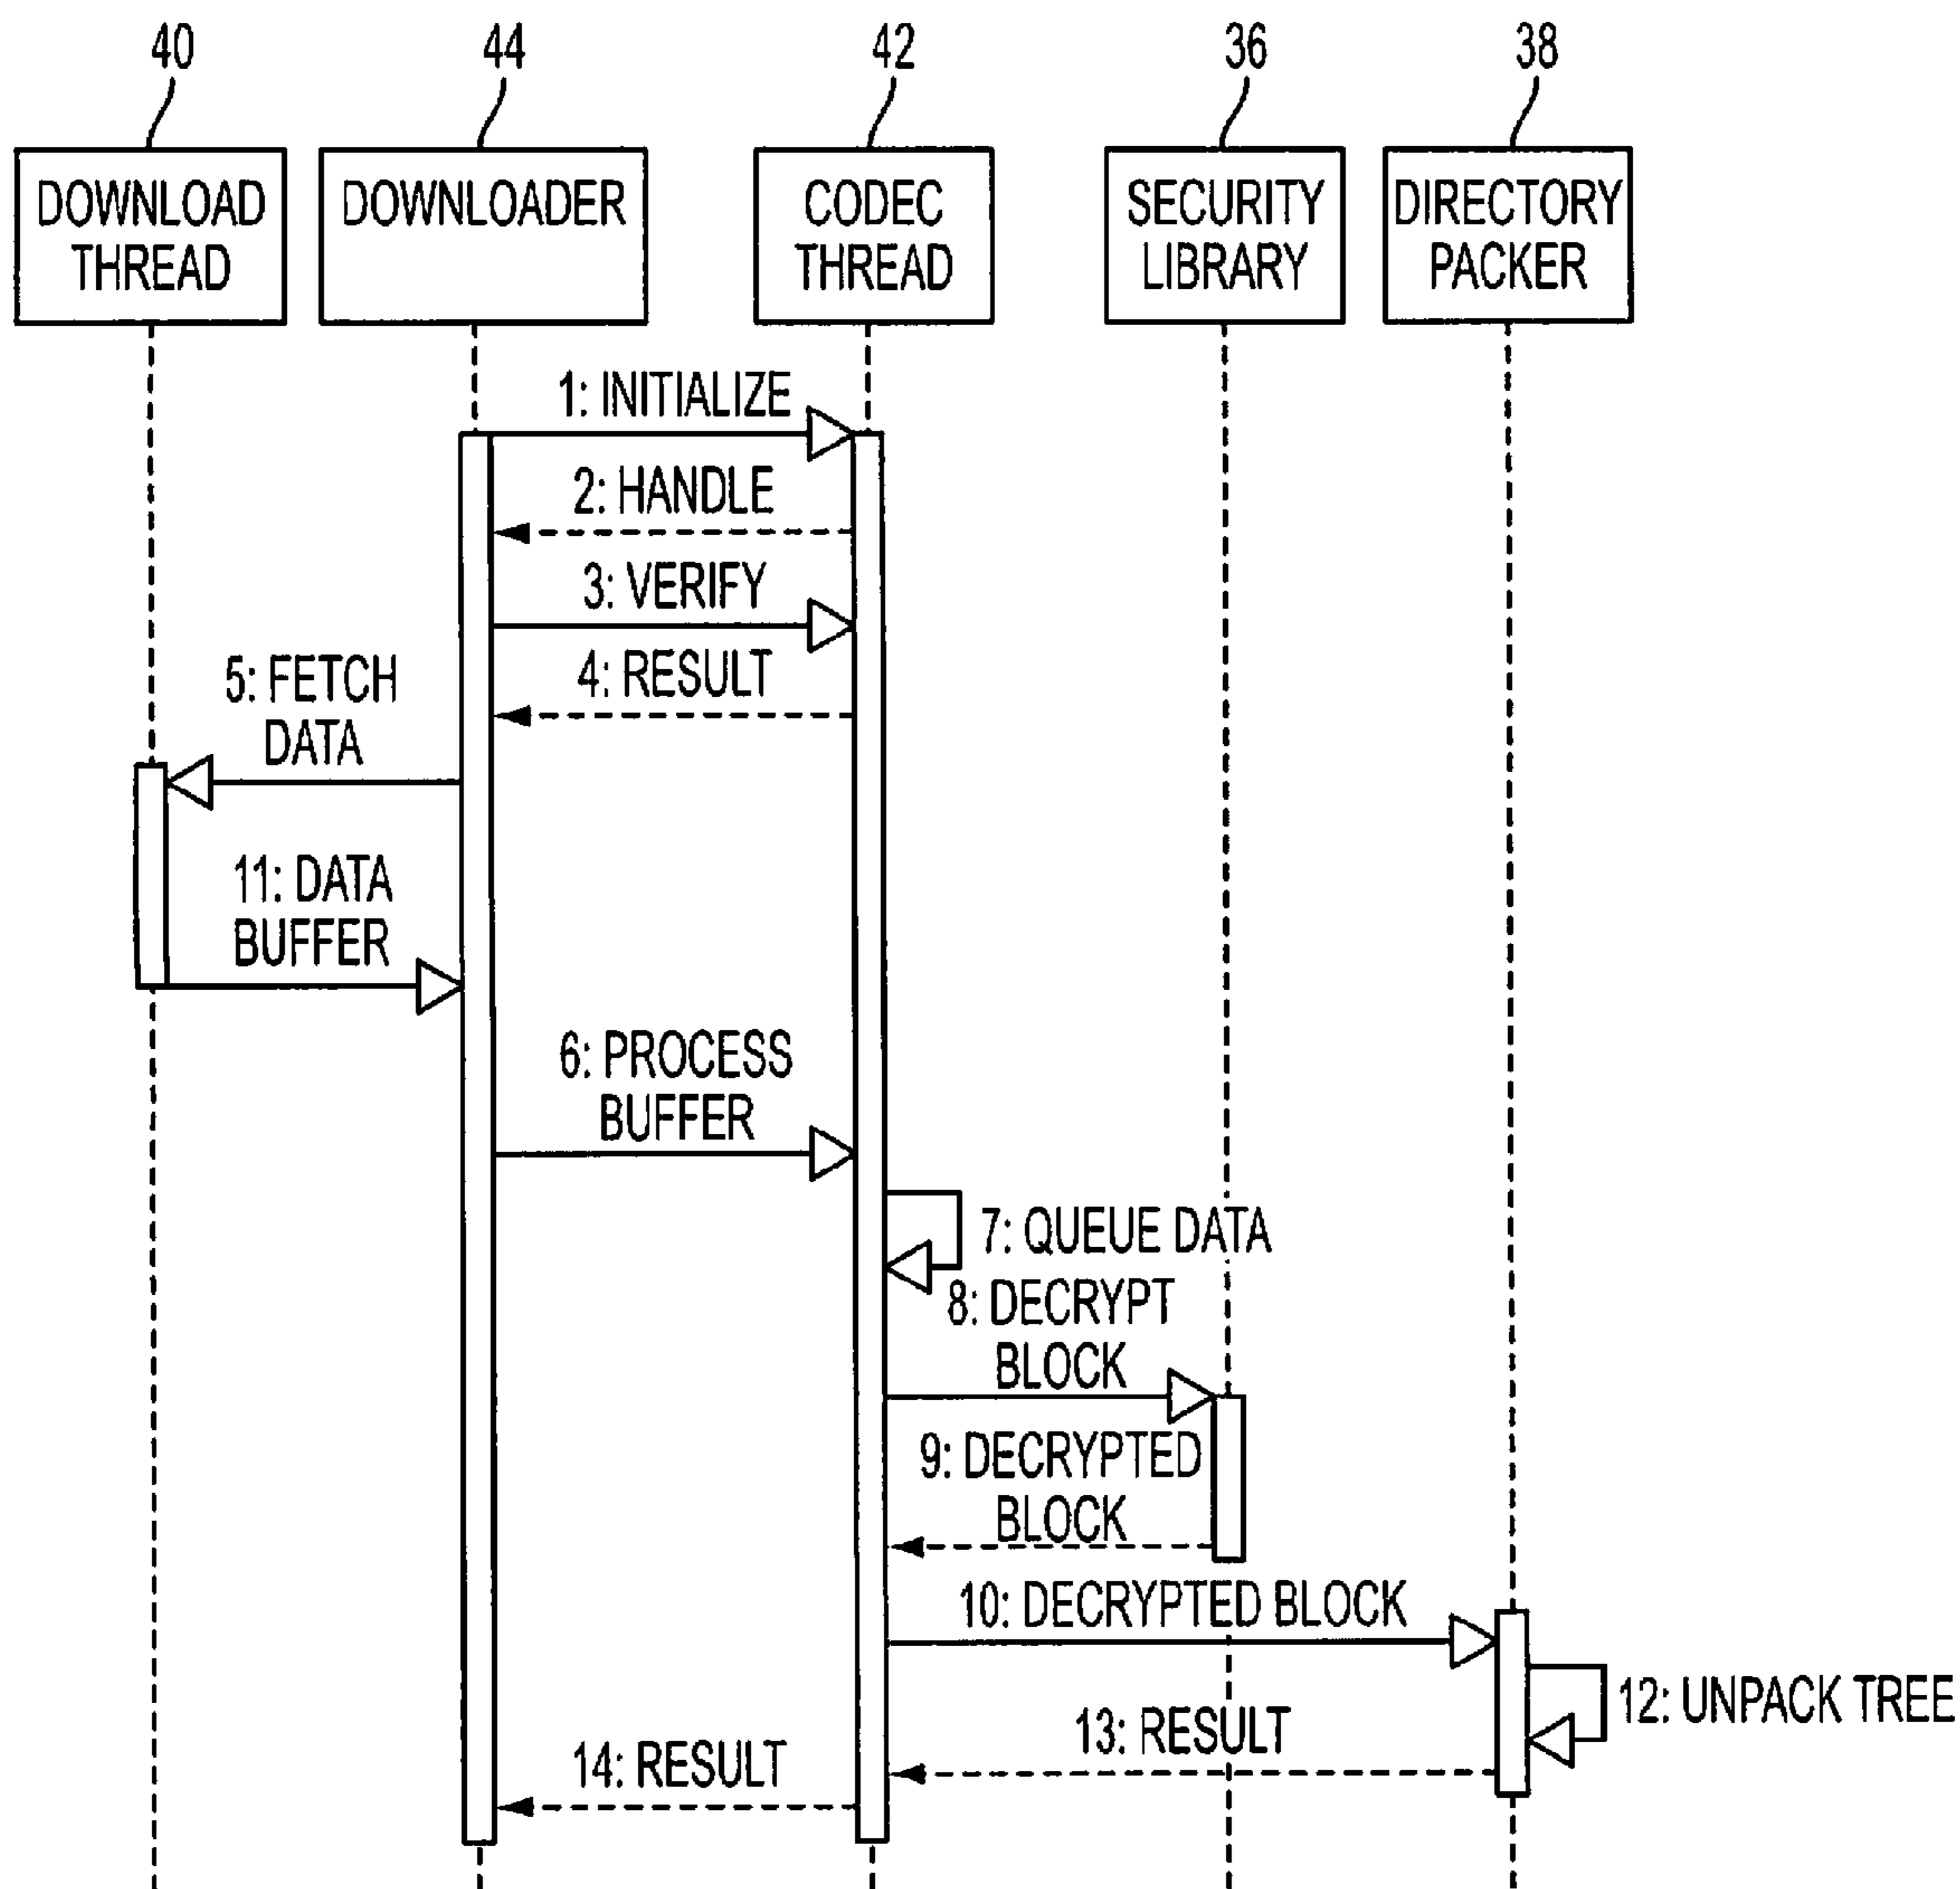 40
44
42
36
38
DOWNLOAD
THREAD
DOWNLOADER
CODEC
THREAD
SECURITY
LIBRARY
DIRECTORY
PACKER
1: INITIALIZE
2: HANDLE
3: VERIFY
4: RESULT
5: FETCH
DATA
11: DATA
BUFFER
6: PROCESS
BUFFER
7: QUEUE DATA
8: DECRYPT
BLOCK
9: DECRYPTED
BLOCK
10: DECRYPTED BLOCK
12: UNPACK TREE
13: RESULT
14: RESULT